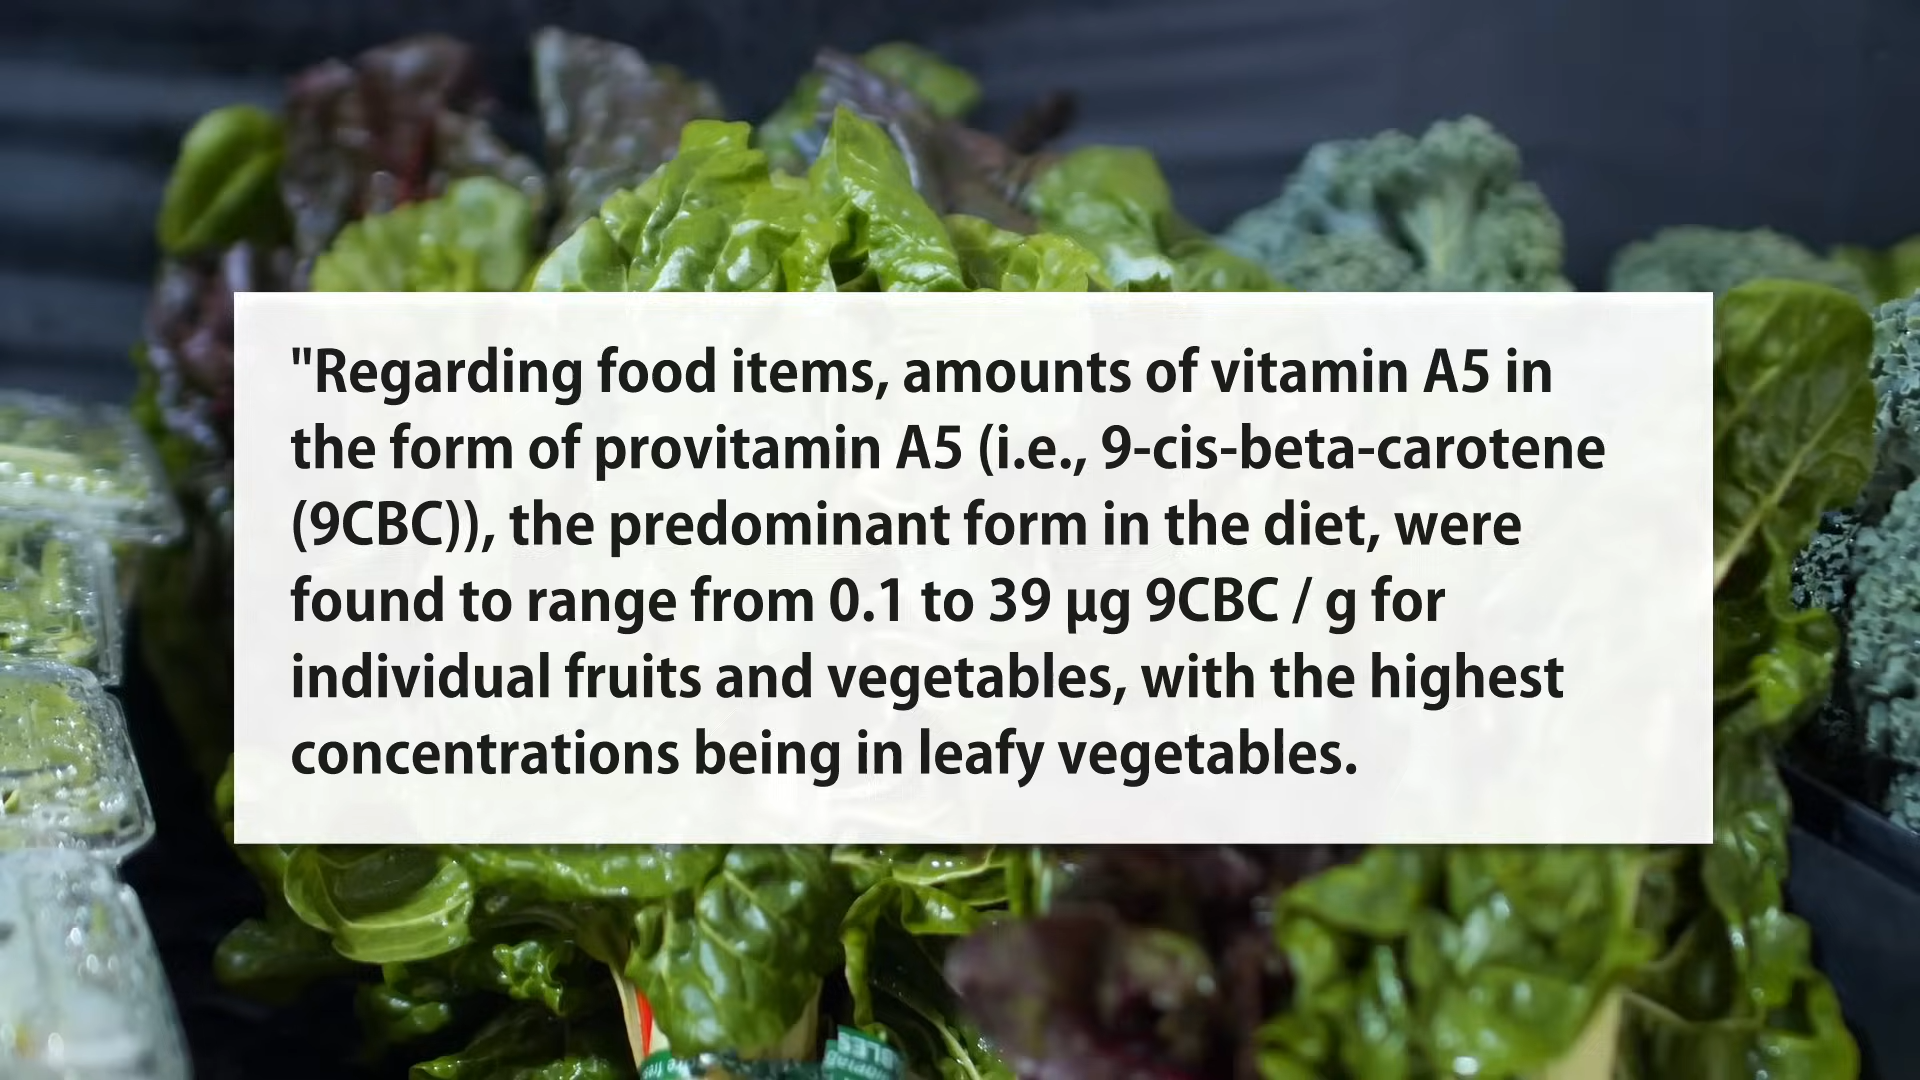 "Regarding food items, amounts of vitamin A5 in
the form of provitamin A5 (i.e., 9-cis-beta-carotene
(9CBC)), the predominant form in the diet, were
found to range from 0.1 to 39 µg 9CBC / g for
individual fruits and vegetables, with the highest
concentrations being in leafy vegetables.